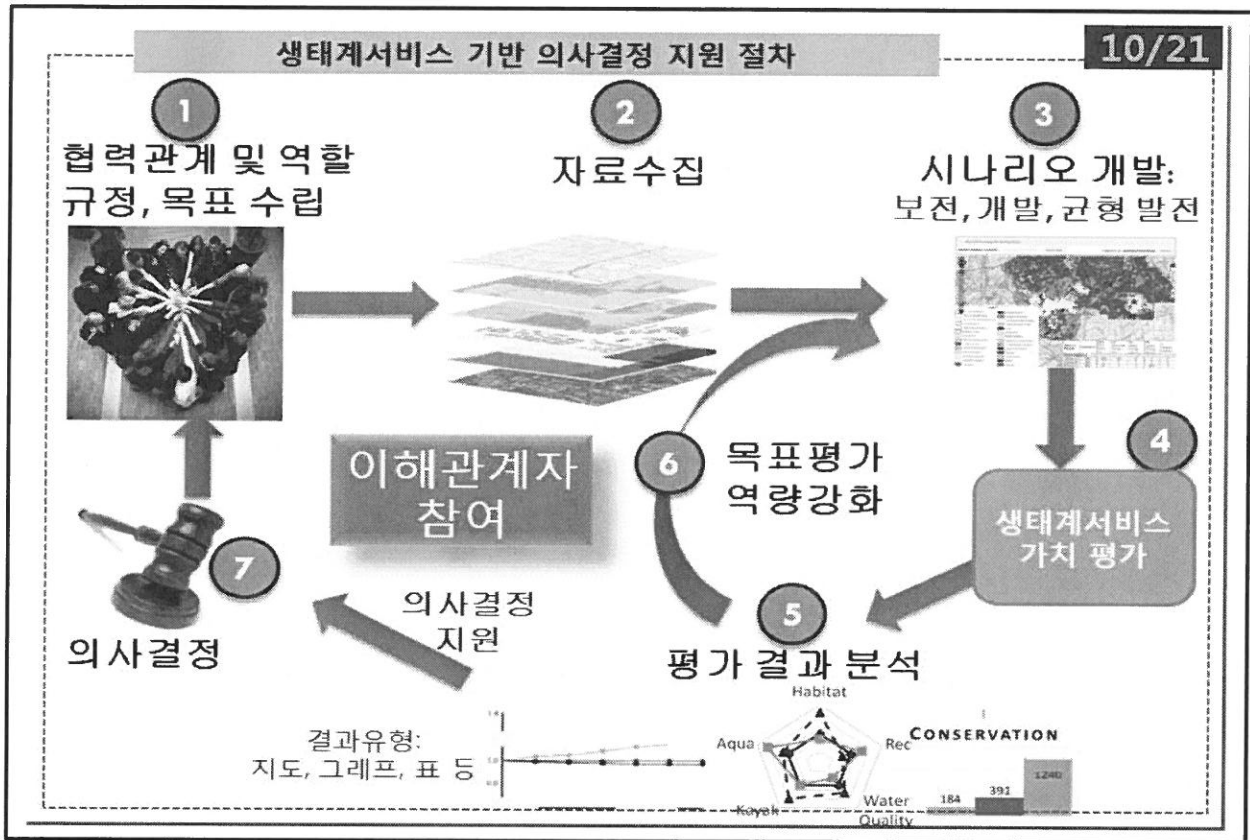 생태계서비스 기반 의사결정 지원 절차
10/21
1
협력관계 및 역할
규정, 목표 수립
2
자료수집
3
시나리오 개발:
보전, 개발, 균형 발전
4
생태계서비스
가치 평가
이해관계자
참여
6
목표평가
역량강화
7
의사결정
의사결정
지원
5
평가 결과 분석
결과유형:
지도, 그레프, 표 등
Habitat
Aqua
Rec
Kayak
Water
Quality
CONSERVATION
184
391
1240